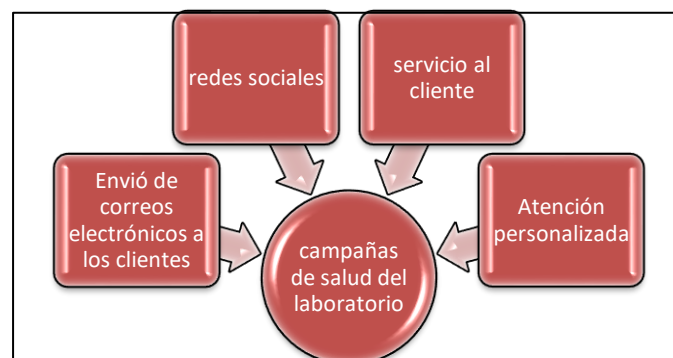 redes sociales
servicio al
cliente
Envió de
correos
electrónicos a
los clientes
Atención
personalizada
campañas
de salud del
laboratorio